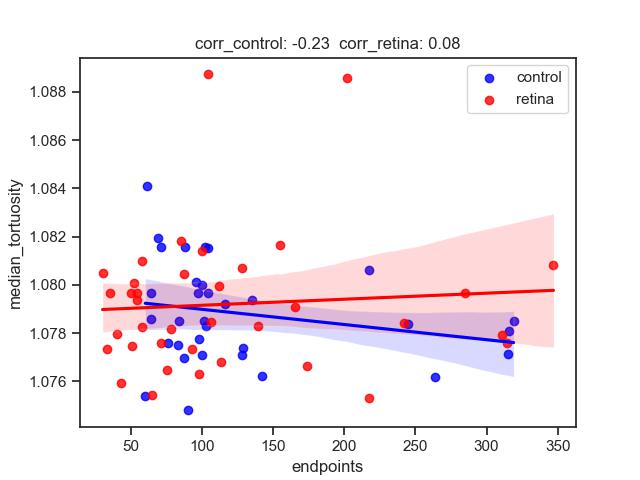 corr_control: -0.23  corr_retina: 0.08
control
retina
median_tortuosity
1.088
1.086
1.084
1.082
1.080
1.078
1.076
50
100
150
200
250
300
350
endpoints